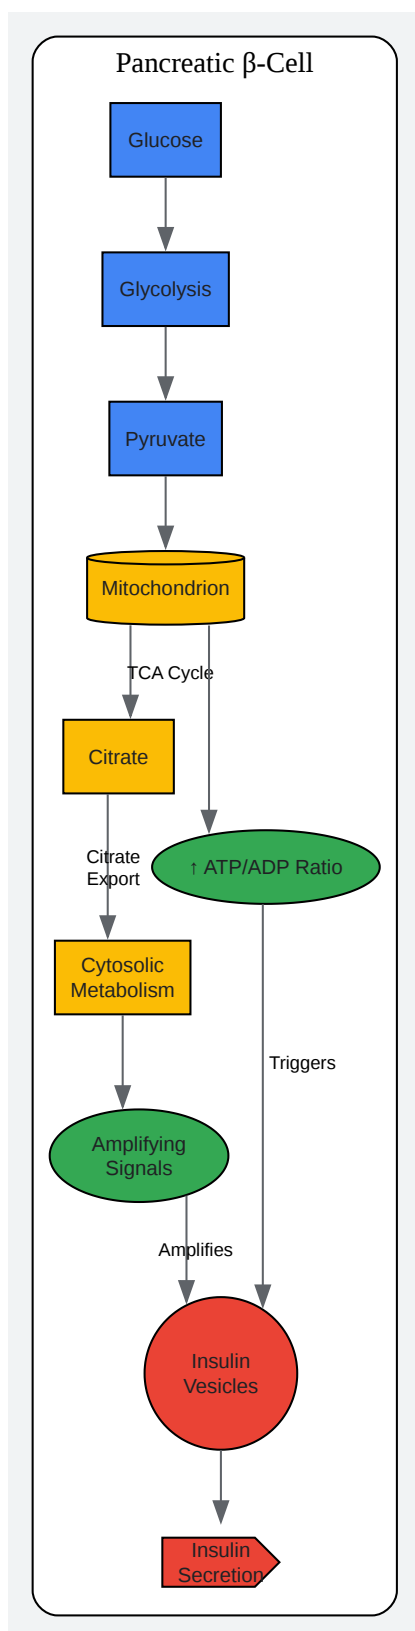 Pancreatic β-Cell
Glucose
Glycolysis
Pyruvate
Mitochondrion
TCA Cycle
Citrate
Citrate
Export
↑ ATP/ADP Ratio
Cytosolic
Metabolism
Triggers
Amplifying
Signals
Amplifies
Insulin
Vesicles
Insulin
Secretion